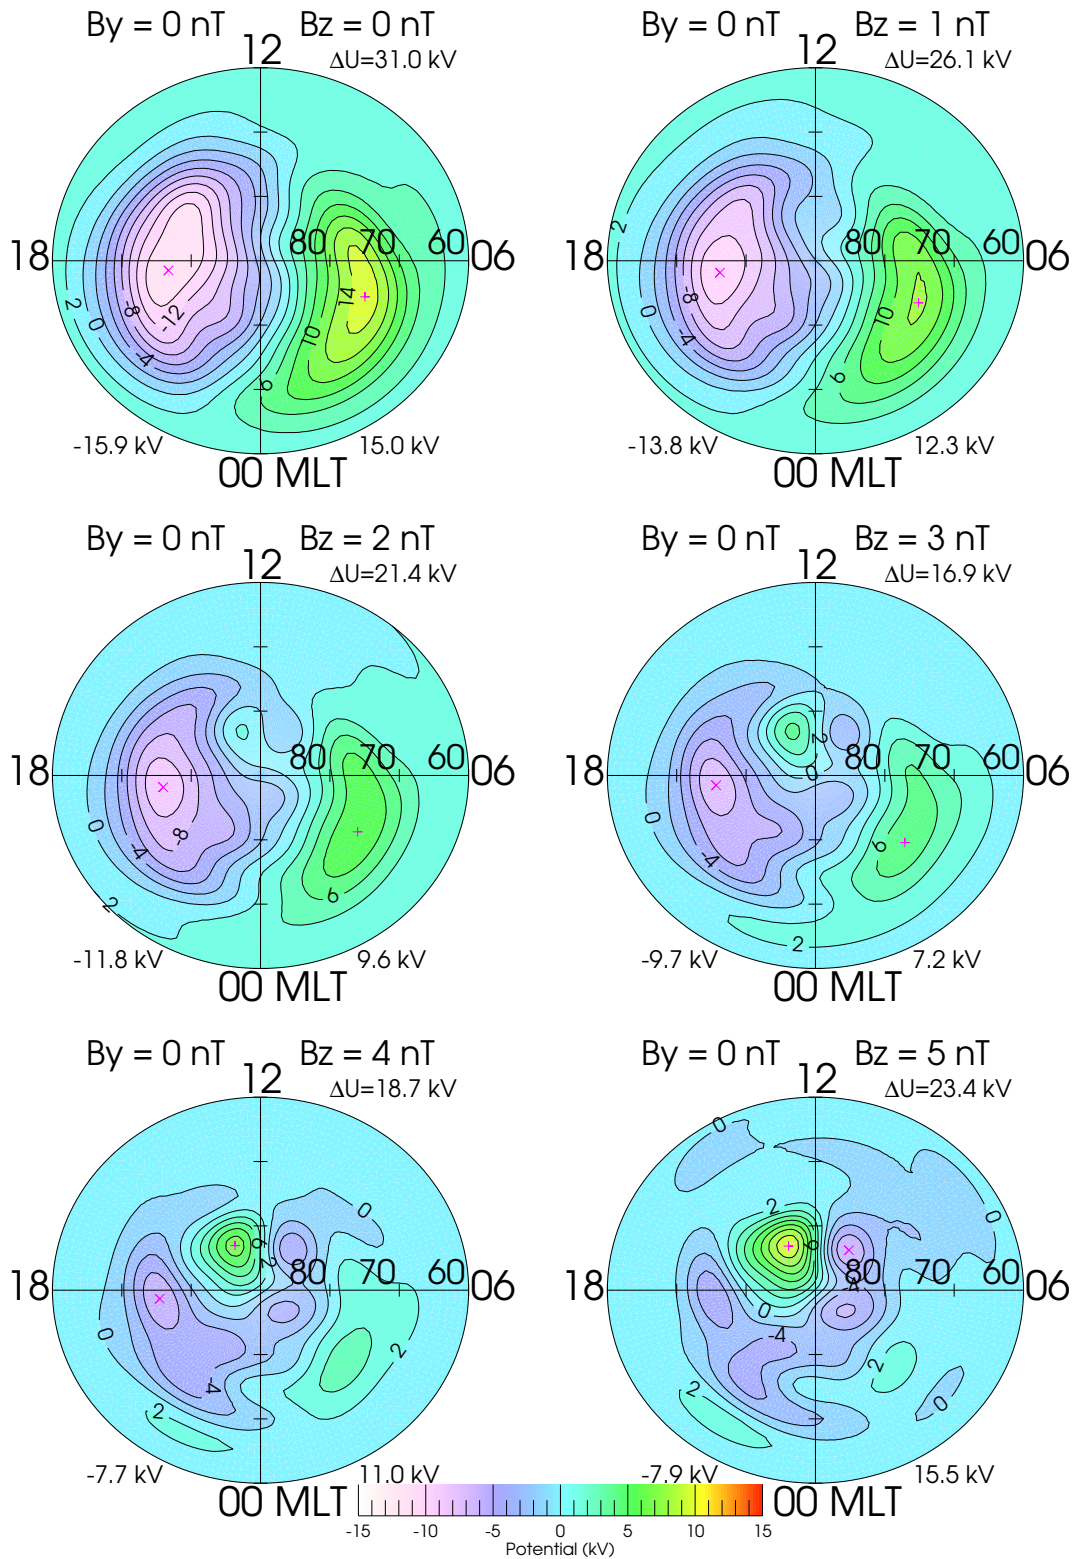 By = 0 nT Bz = 0 nT
12
ΔU=31.0 kV
18
80 70 60 06
2 0 -8 -12 -4
14 10 6
-15.9 kV 15.0 kV
00 MLT
By = 0 nT Bz = 1 nT
12
ΔU=26.1 kV
2
18
80 70 60 06
0 -8 -4
10 6
-13.8 kV 12.3 kV
00 MLT
By = 0 nT Bz = 2 nT
12
ΔU=21.4 kV
18
80 70 60 06
0 -4 -8
6
2
-11.8 kV 9.6 kV
00 MLT
By = 0 nT Bz = 3 nT
12
ΔU=16.9 kV
2
18
80 70 60 06
0
0 -4 6
2
-9.7 kV 7.2 kV
00 MLT
By = 0 nT Bz = 4 nT
12
ΔU=18.7 kV
0
6 2
18
80 70 60 06
0 2
-4
2
-7.7 kV 11.0 kV
00 MLT
By = 0 nT Bz = 5 nT
12
ΔU=23.4 kV
0
2 0
6
18
80 70 60 06
-4
0 -4
2
2 0
-7.9 kV 15.5 kV
00 MLT
-15 -10 -5 0 5 10 15
Potential (kV)